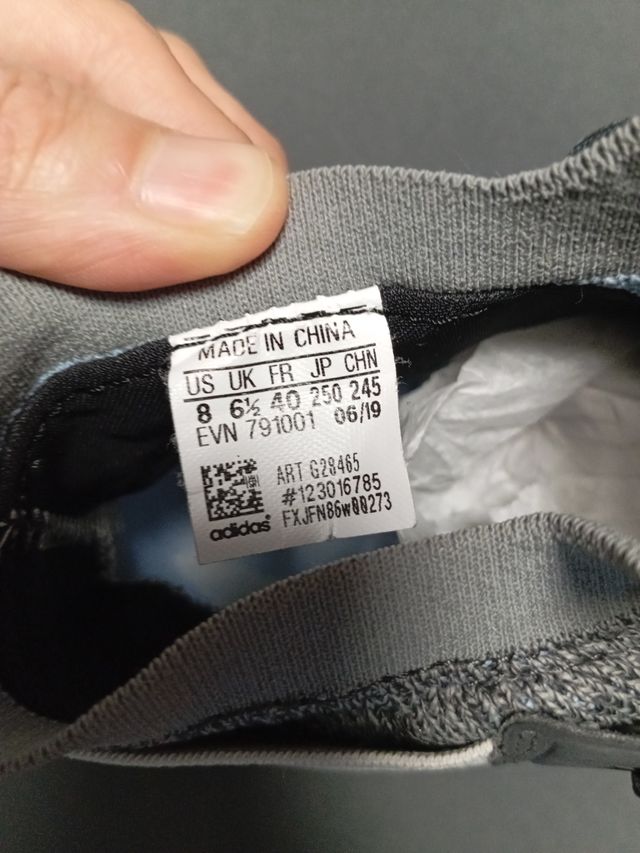 MADE IN CHINA
US UK FR JP CHN
8 6½ 40 250 245
EVN 791001 06/19
ART G28465
#123016785
FXJFN86w00273
adidas